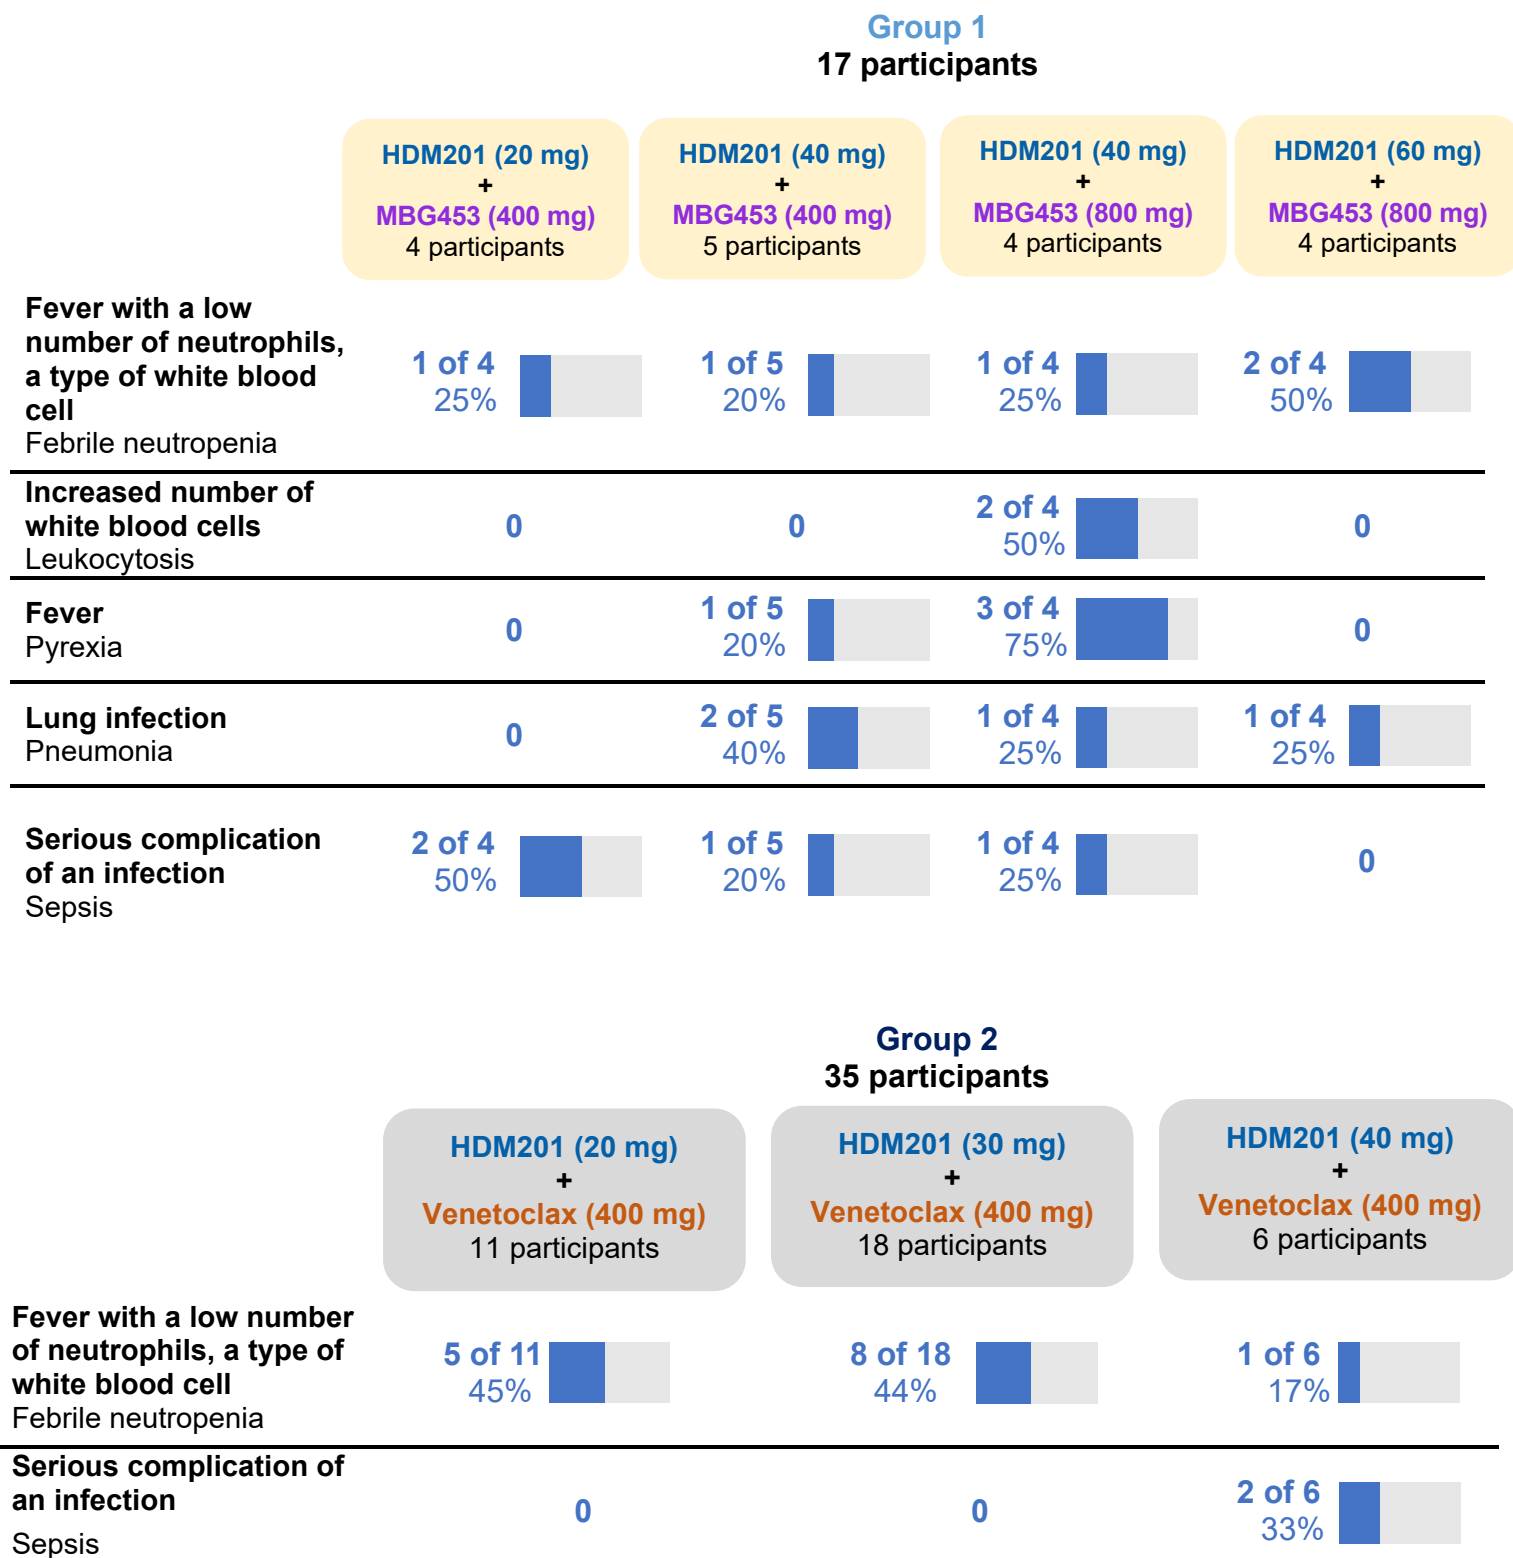 Group 1
17 participants
HDM201 (20 mg)
+
MBG453 (400 mg)
4 participants
HDM201 (40 mg)
+
MBG453 (400 mg)
5 participants
HDM201 (40 mg)
+
MBG453 (800 mg)
4 participants
HDM201 (60 mg)
+
MBG453 (800 mg)
4 participants
Fever with a low
number of neutrophils,
a type of white blood
cell
Febrile neutropenia
1 of 4
25%
1 of 5
20%
1 of 4
25%
2 of 4
50%
Increased number of
white blood cells
Leukocytosis
0
0
2 of 4
50%
0
Fever
Pyrexia
0
1 of 5
20%
3 of 4
75%
0
Lung infection
Pneumonia
0
2 of 5
40%
1 of 4
25%
1 of 4
25%
Serious complication
of an infection
Sepsis
2 of 4
50%
1 of 5
20%
1 of 4
25%
0
Group 2
35 participants
HDM201 (20 mg)
+
Venetoclax (400 mg)
11 participants
HDM201 (30 mg)
+
Venetoclax (400 mg)
18 participants
HDM201 (40 mg)
+
Venetoclax (400 mg)
6 participants
Fever with a low number
of neutrophils, a type of
white blood cell
Febrile neutropenia
5 of 11
45%
8 of 18
44%
1 of 6
17%
Serious complication of
an infection
Sepsis
0
0
2 of 6
33%